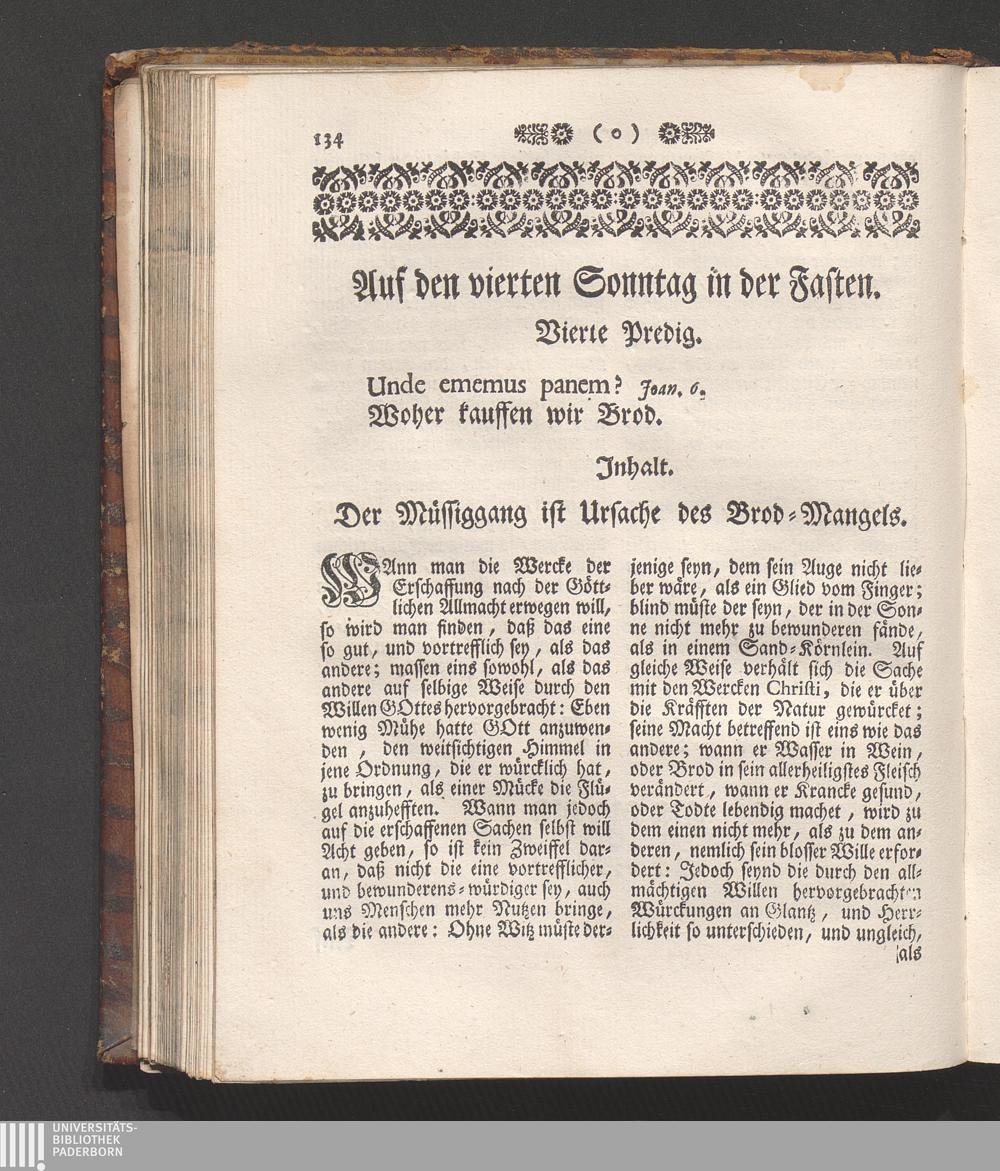 134
( o )
Auf den vierten Sonntag in der Fasten.
Vierte Predig.
Unde ememus panem? Joan. 6.
Woher kauffen wir Brod.
Inhalt.
Der Müssiggang ist Ursache des Brod-Mangels.
WAnn man die Wercke der
Erschaffung nach der Gött-
lichen Allmacht erwegen will,
so wird man finden, daß das eine
so gut, und vortrefflich sey, als das
andere; massen eins sowohl, als das
andere auf selbige Weise durch den
Willen GOttes hervorgebracht: Eben
wenig Mühe hatte GOtt anzuwen-
den, den weitsichtigen Himmel in
jene Ordnung, die er würcklich hat,
zu bringen, als einer Mücke die Flü-
gel anzuhefften. Wann man jedoch
auf die erschaffenen Sachen selbst will
Acht geben, so ist kein Zweiffel dar-
an, daß nicht die eine vortrefflicher,
und bewunderens-würdiger sey, auch
uns Menschen mehr Nutzen bringe,
als die andere: Ohne Witz müste der-
jenige seyn, dem sein Auge nicht lie-
ber wäre, als ein Glied vom Finger;
blind müste der seyn, der in der Son-
ne nicht mehr zu bewunderen fände,
als in einem Sand-Körnlein. Auf
gleiche Weise verhält sich die Sache
mit den Wercken Christi, die er über
die Kräfften der Natur gewürcket;
seine Macht betreffend ist eins wie das
andere; wann er Wasser in Wein,
oder Brod in sein allerheiligstes Fleisch
verändert, wann er Krancke gesund,
oder Todte lebendig machet, wird zu
dem einen nicht mehr, als zu dem an-
deren, nemlich sein blosser Wille erfor-
dert: Jedoch seynd die durch den all-
mächtigen Willen hervorgebrachten
Würckungen an Glantz, und Herr-
lichkeit so unterschieden, und ungleich,
als
UNIVERSITÄTS-
BIBLIOTHEK
PADERBORN